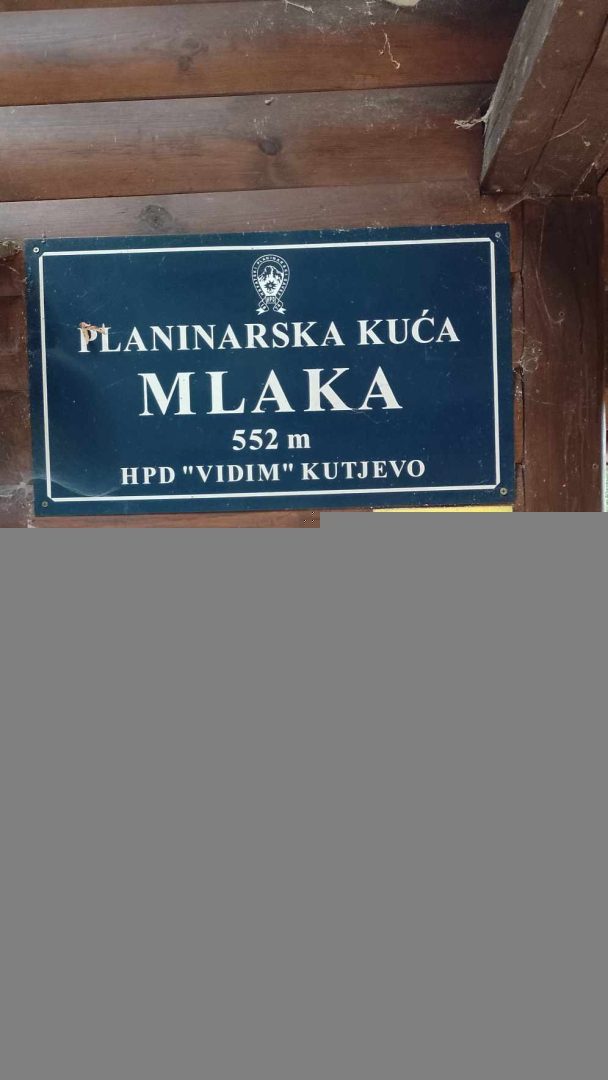 PLANINARSKA KUĆA
MLAKA
552 m
HPD "VIDIM" KUTJEVO